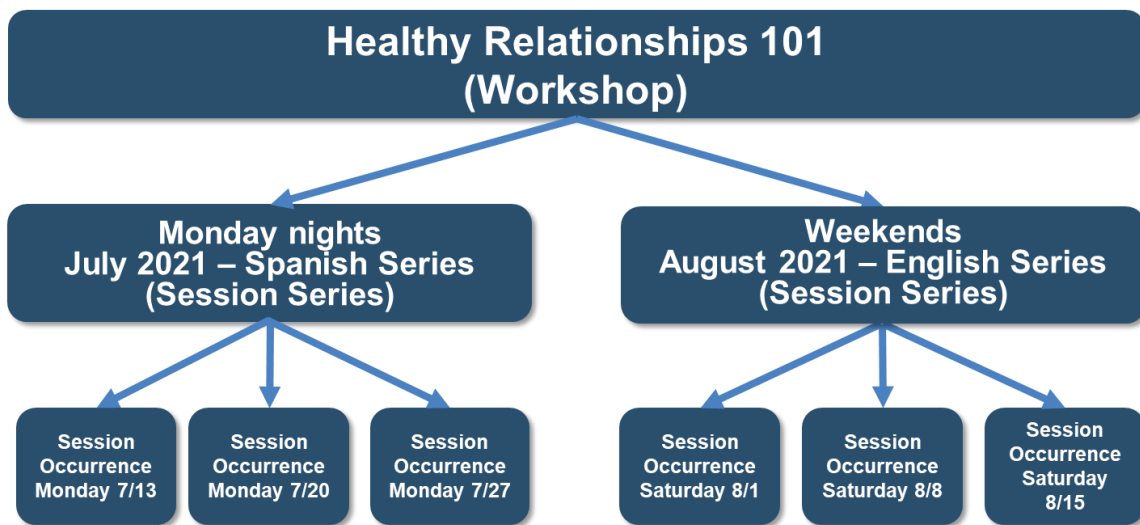 Healthy Relationships 101
(Workshop)
Monday nights
July 2021 – Spanish Series
(Session Series)
Weekends
August 2021 – English Series
(Session Series)
Session
Occurrence
Monday 7/13
Session
Occurrence
Monday 7/20
Session
Occurrence
Monday 7/27
Session
Occurrence
Saturday 8/1
Session
Occurrence
Saturday 8/8
Session
Occurrence
Saturday
8/15